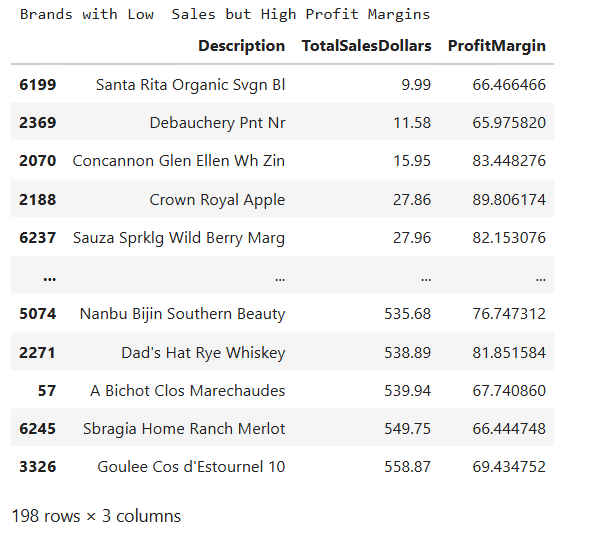 Brands with Low  Sales but High Profit Margins
Description TotalSalesDollars ProfitMargin
6199 Santa Rita Organic Svgn Bl 9.99 66.466466
2369 Debauchery Pnt Nr 11.58 65.975820
2070 Concannon Glen Ellen Wh Zin 15.95 83.448276
2188 Crown Royal Apple 27.86 89.806174
6237 Sauza Sprklg Wild Berry Marg 27.96 82.153076
... ... ... ...
5074 Nanbu Bijin Southern Beauty 535.68 76.747312
2271 Dad's Hat Rye Whiskey 538.89 81.851584
57 A Bichot Clos Marechaudes 539.94 67.740860
6245 Sbragia Home Ranch Merlot 549.75 66.444748
3326 Goulee Cos d'Estournel 10 558.87 69.434752
198 rows × 3 columns